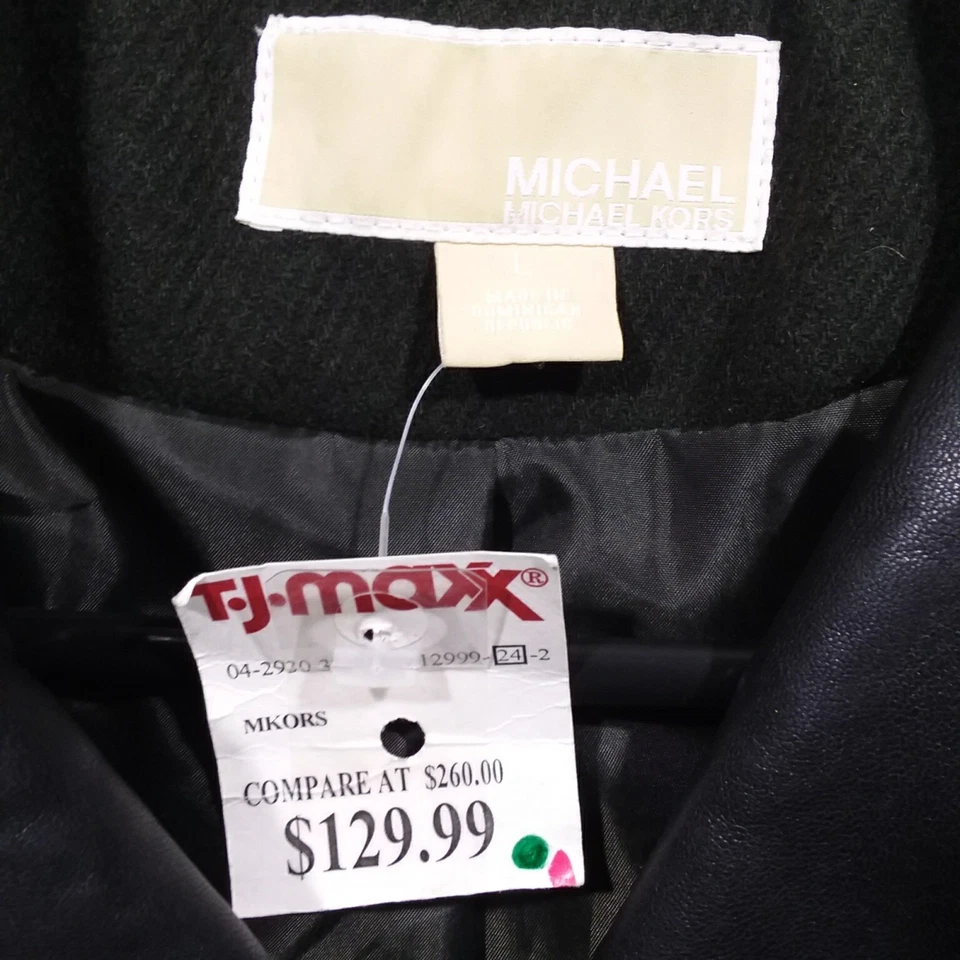 MICHAEL
MICHAEL KORS
L
MADE IN
DOMINICAN
REPUBLIC
T·J·maxx®
04-2920 12999-24-2
MKORS
COMPARE AT $260.00
$129.99